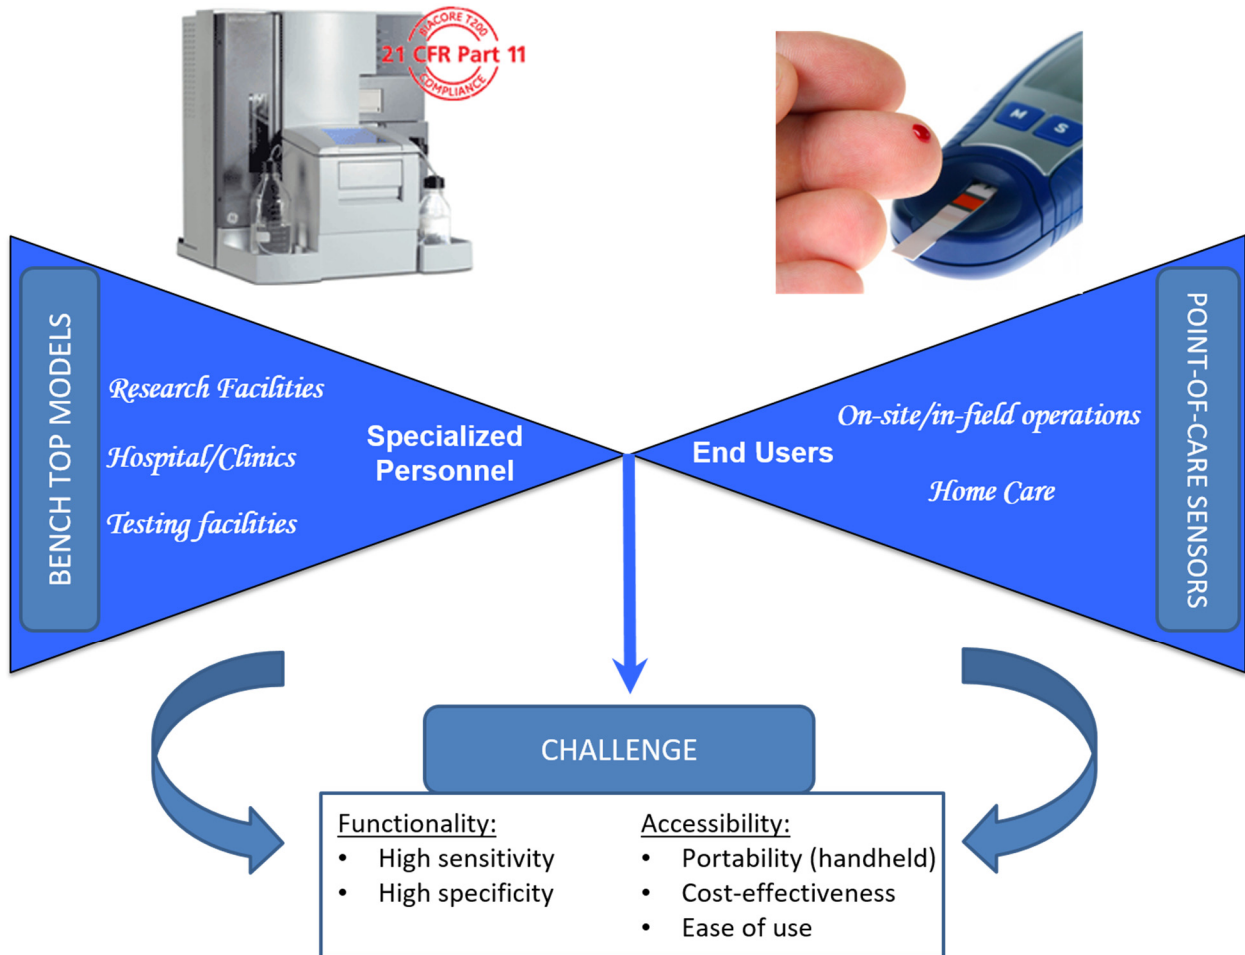 BIACORE T200
21 CFR Part 11
COMPLIANCE
M S
BENCH TOP MODELS
Research Facilities
Hospital/Clinics
Testing facilities
Specialized
Personnel
End Users
On-site/in-field operations
Home Care
POINT-OF-CARE SENSORS
CHALLENGE
Functionality:
• High sensitivity
• High specificity
Accessibility:
• Portability (handheld)
• Cost-effectiveness
• Ease of use